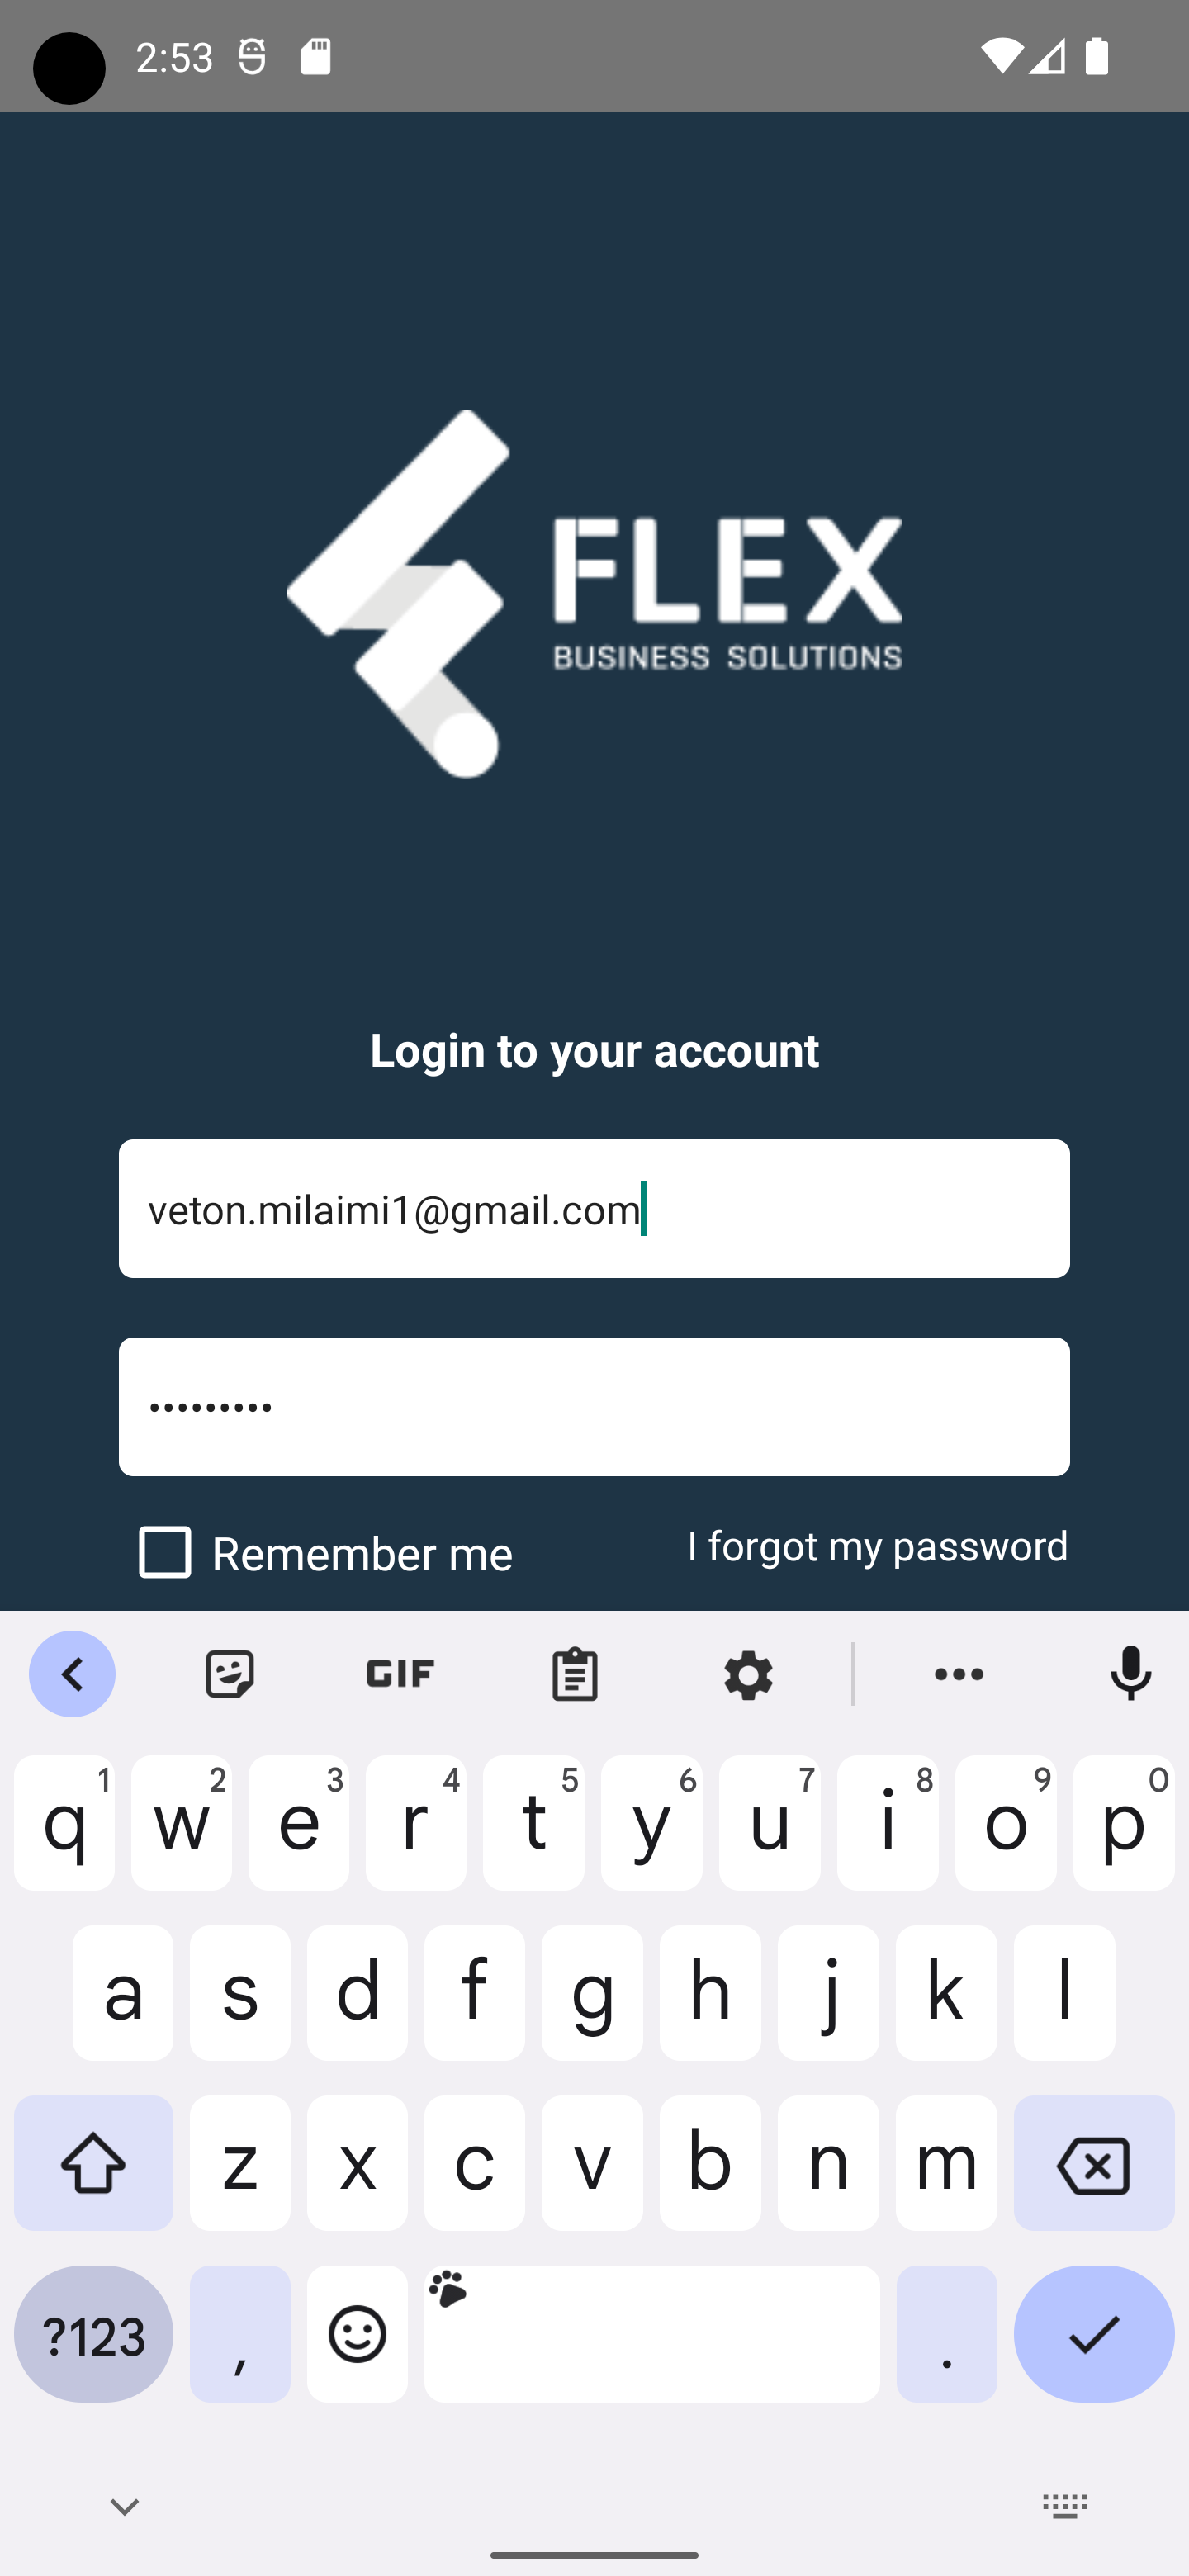 2:53
FLEX
BUSINESS SOLUTIONS
Login to your account
veton.milaimi1@gmail.com
•••••••••
Remember me
I forgot my password
GIF
1 2 3 4 5 6 7 8 9 0
q w e r t y u i o p
a s d f g h j k l
z x c v b n m
?123 , .